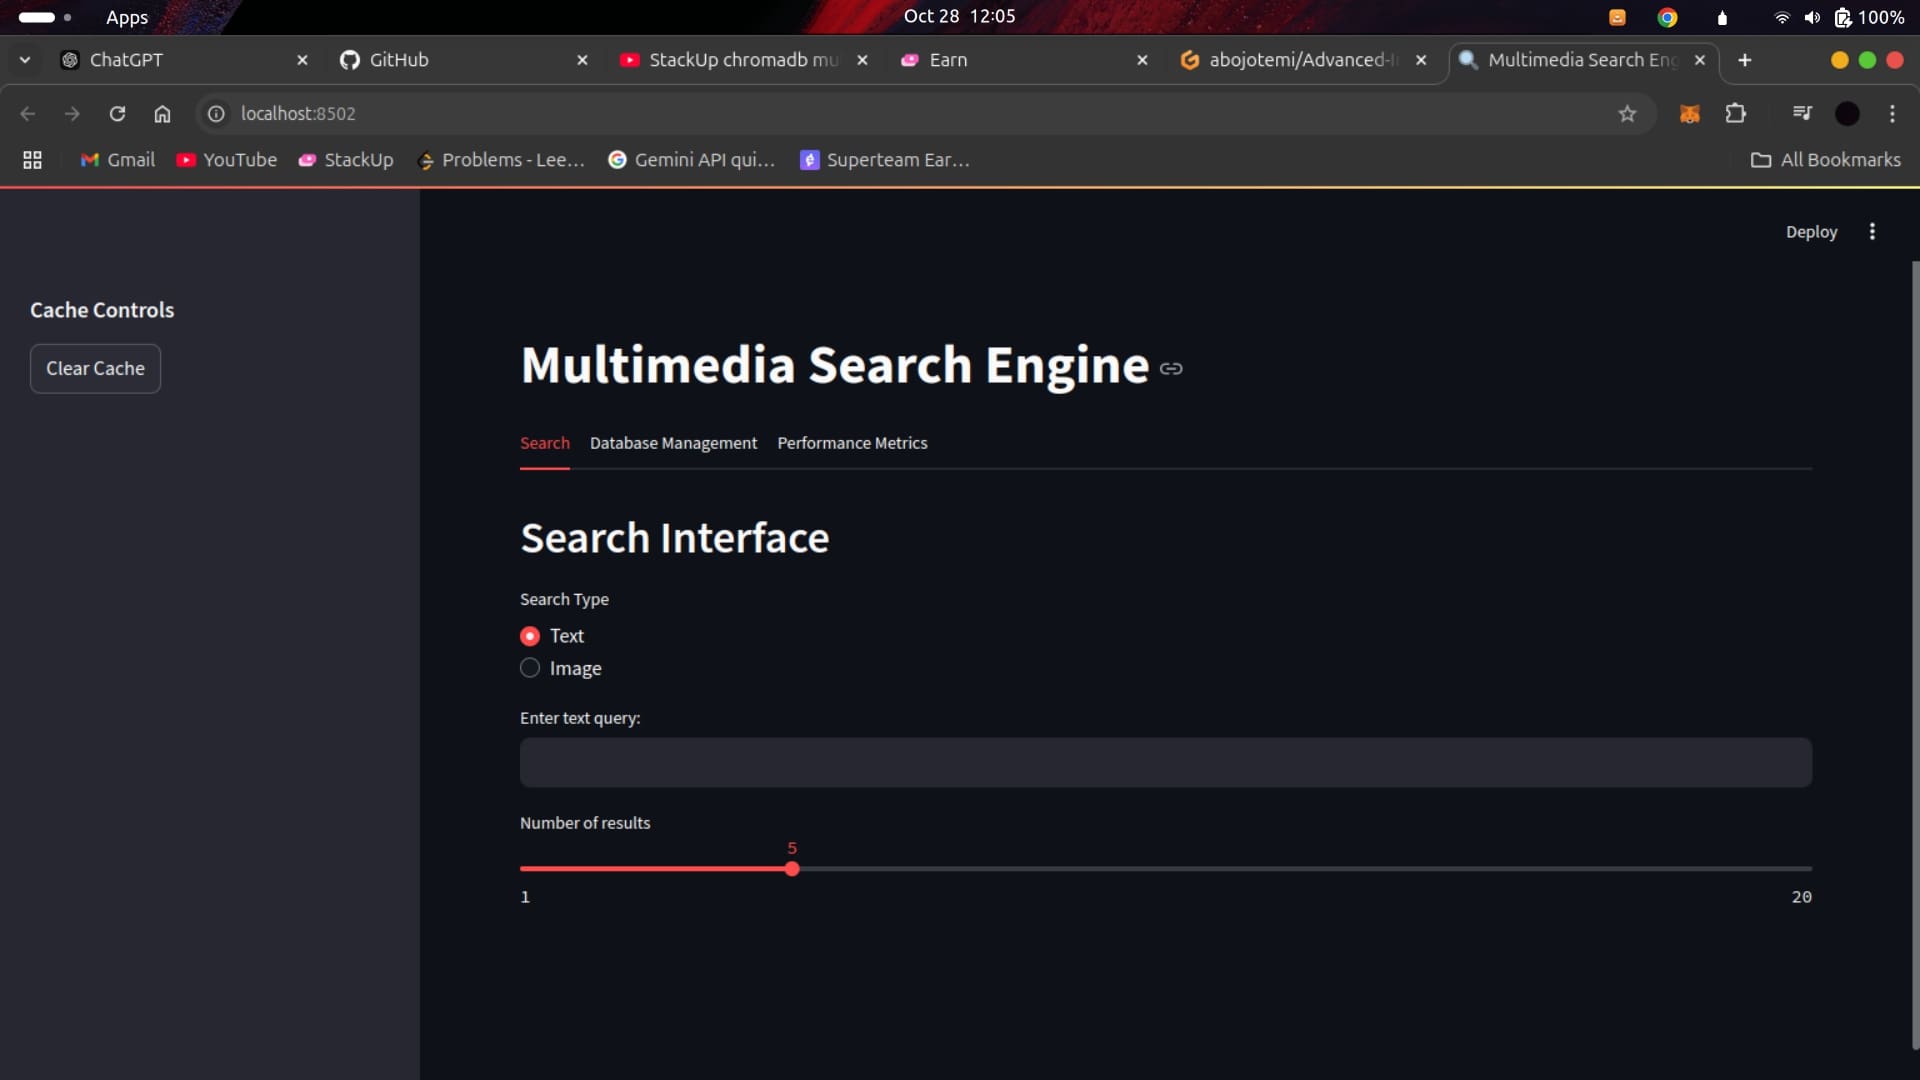 Apps Oct 28 12:05 100%
ChatGPT GitHub StackUp chromadb mu Earn abojotemi/Advanced-I Multimedia Search Eng
localhost:8502
Gmail YouTube StackUp Problems - Lee... Gemini API qui... Superteam Ear... All Bookmarks
Deploy
Cache Controls
Clear Cache
Multimedia Search Engine
Search Database Management Performance Metrics
Search Interface
Search Type
Text
Image
Enter text query:
Number of results
5
1 20